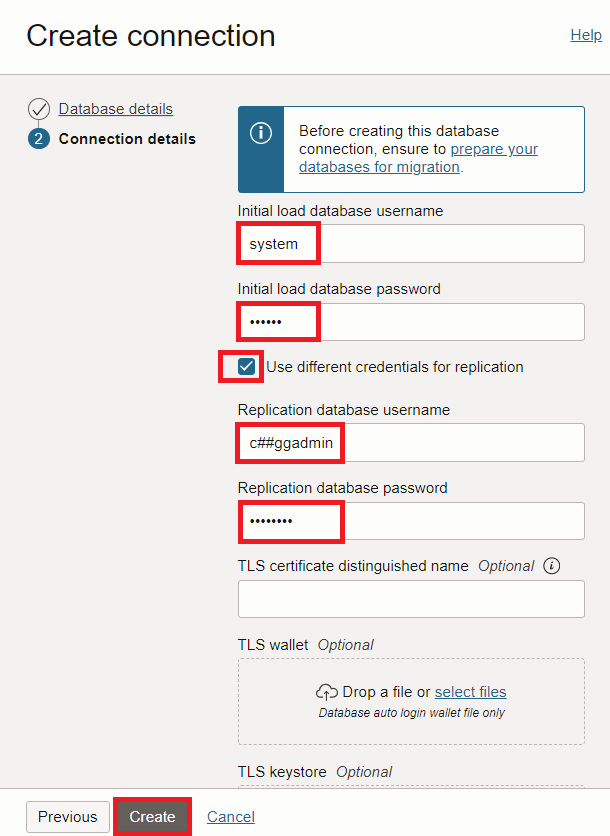 Create connection
Help
Database details
2 Connection details
Before creating this database
connection, ensure to prepare your
databases for migration.
Initial load database username
system
Initial load database password
••••••
Use different credentials for replication
Replication database username
c##ggadmin
Replication database password
••••••••
TLS certificate distinguished name Optional
TLS wallet Optional
Drop a file or select files
Database auto login wallet file only
TLS keystore Optional
Previous
Create
Cancel